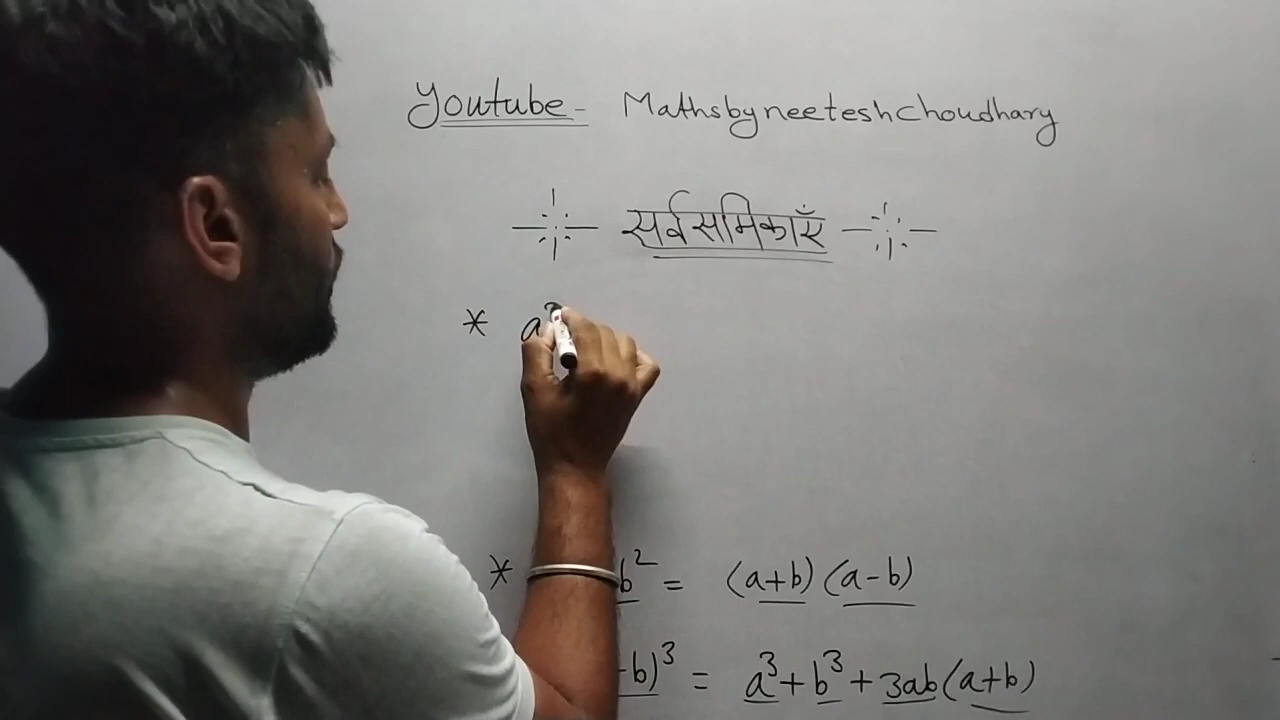 Youtube - Mathsbyneeteshchoudhary
सर्वसमिकाएँ
* a
* b² = (a+b) (a-b)
-b)³ = a³+b³+3ab(a+b)